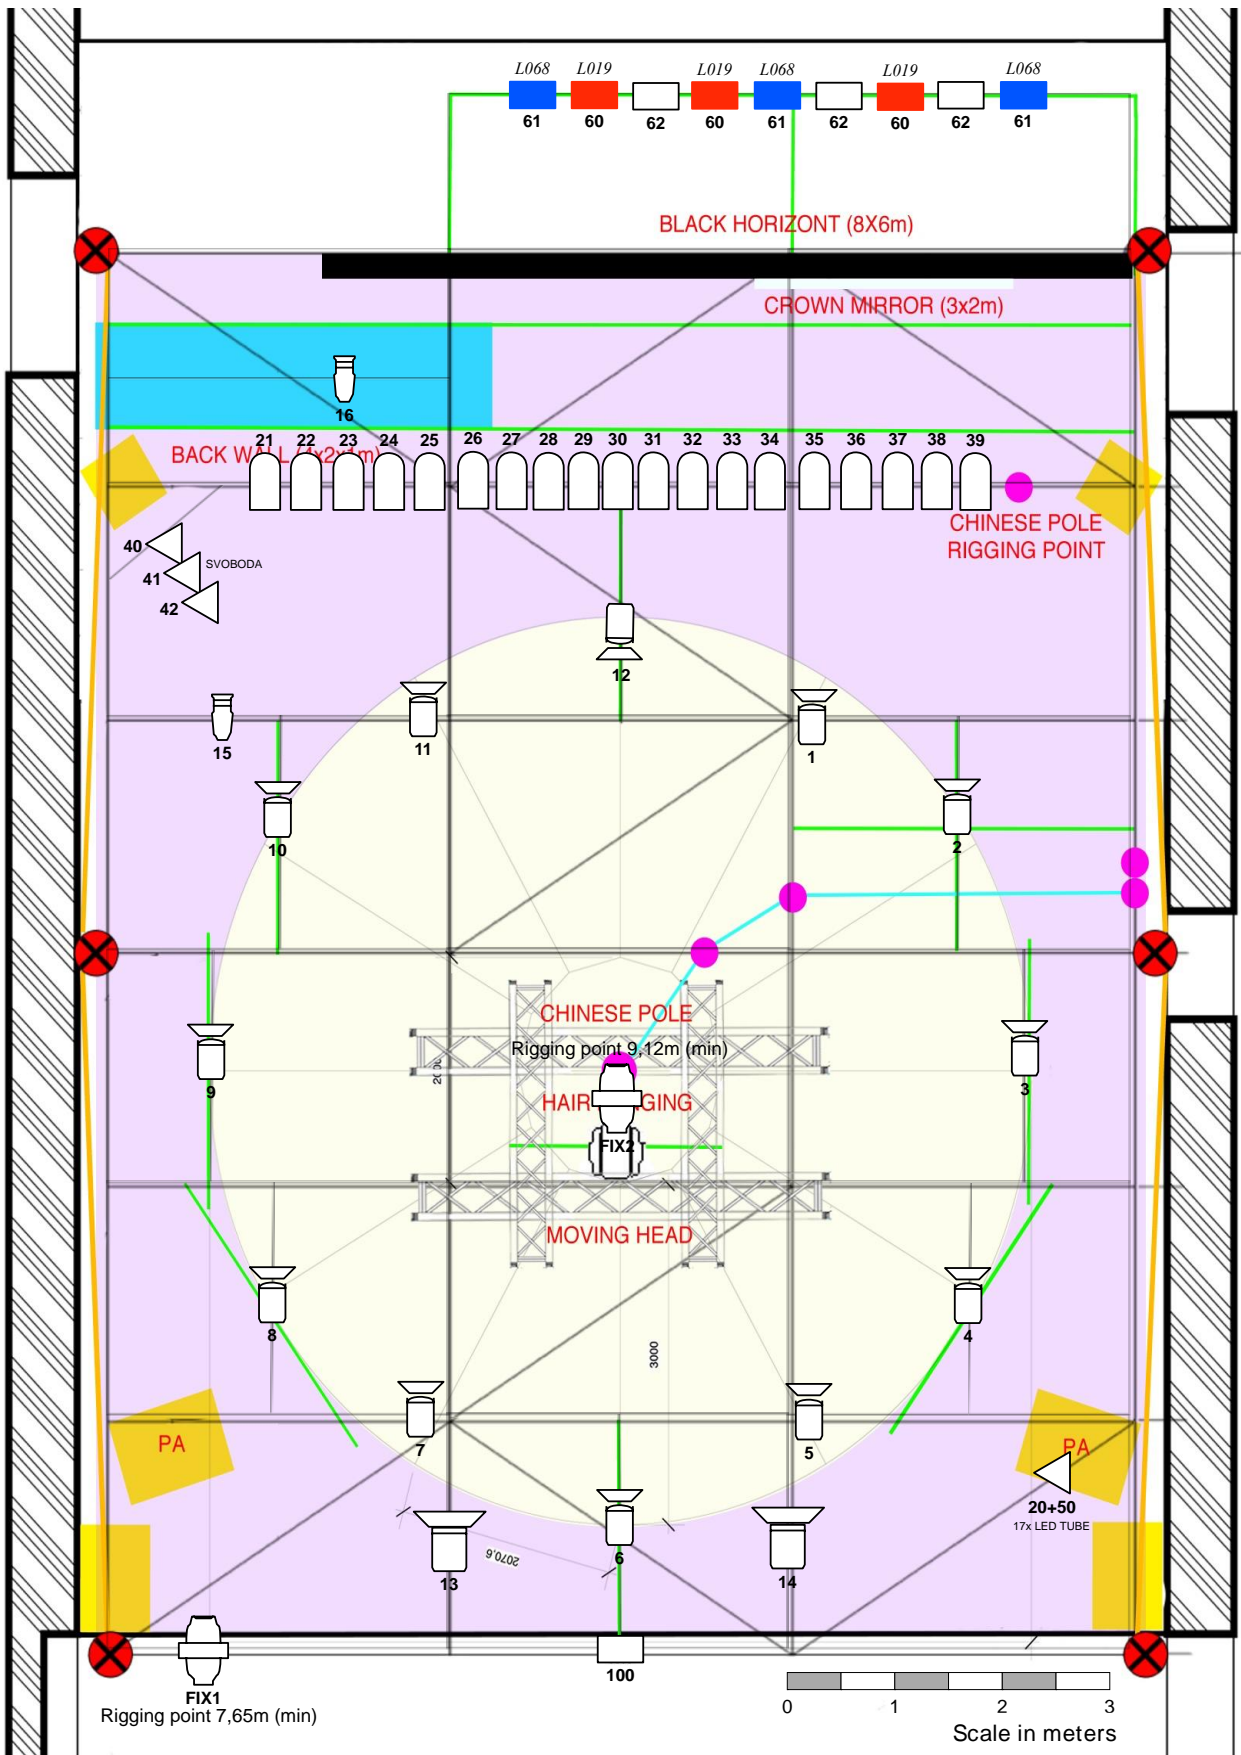 L068 L019 L019 L068 L019 L068
61 60 62 60 61 62 60 62 61
BLACK HORIZONT (8X6m)
CROWN MIRROR (3x2m)
16
BACK WALL (4x2x1m)
21 22 23 24 25 26 27 28 29 30 31 32 33 34 35 36 37 38 39
CHINESE POLE
RIGGING POINT
40
41 SVOBODA
42
12
15 11 1
10 2
CHINESE POLE
Rigging point 9,12m (min)
9 3
FIX2
MOVING HEAD
8 4
3000
7 5
PA PA
20+50
17x LED TUBE
2070,6
6
13 14
100
FIX1
Rigging point 7,65m (min)
0 1 2 3
Scale in meters